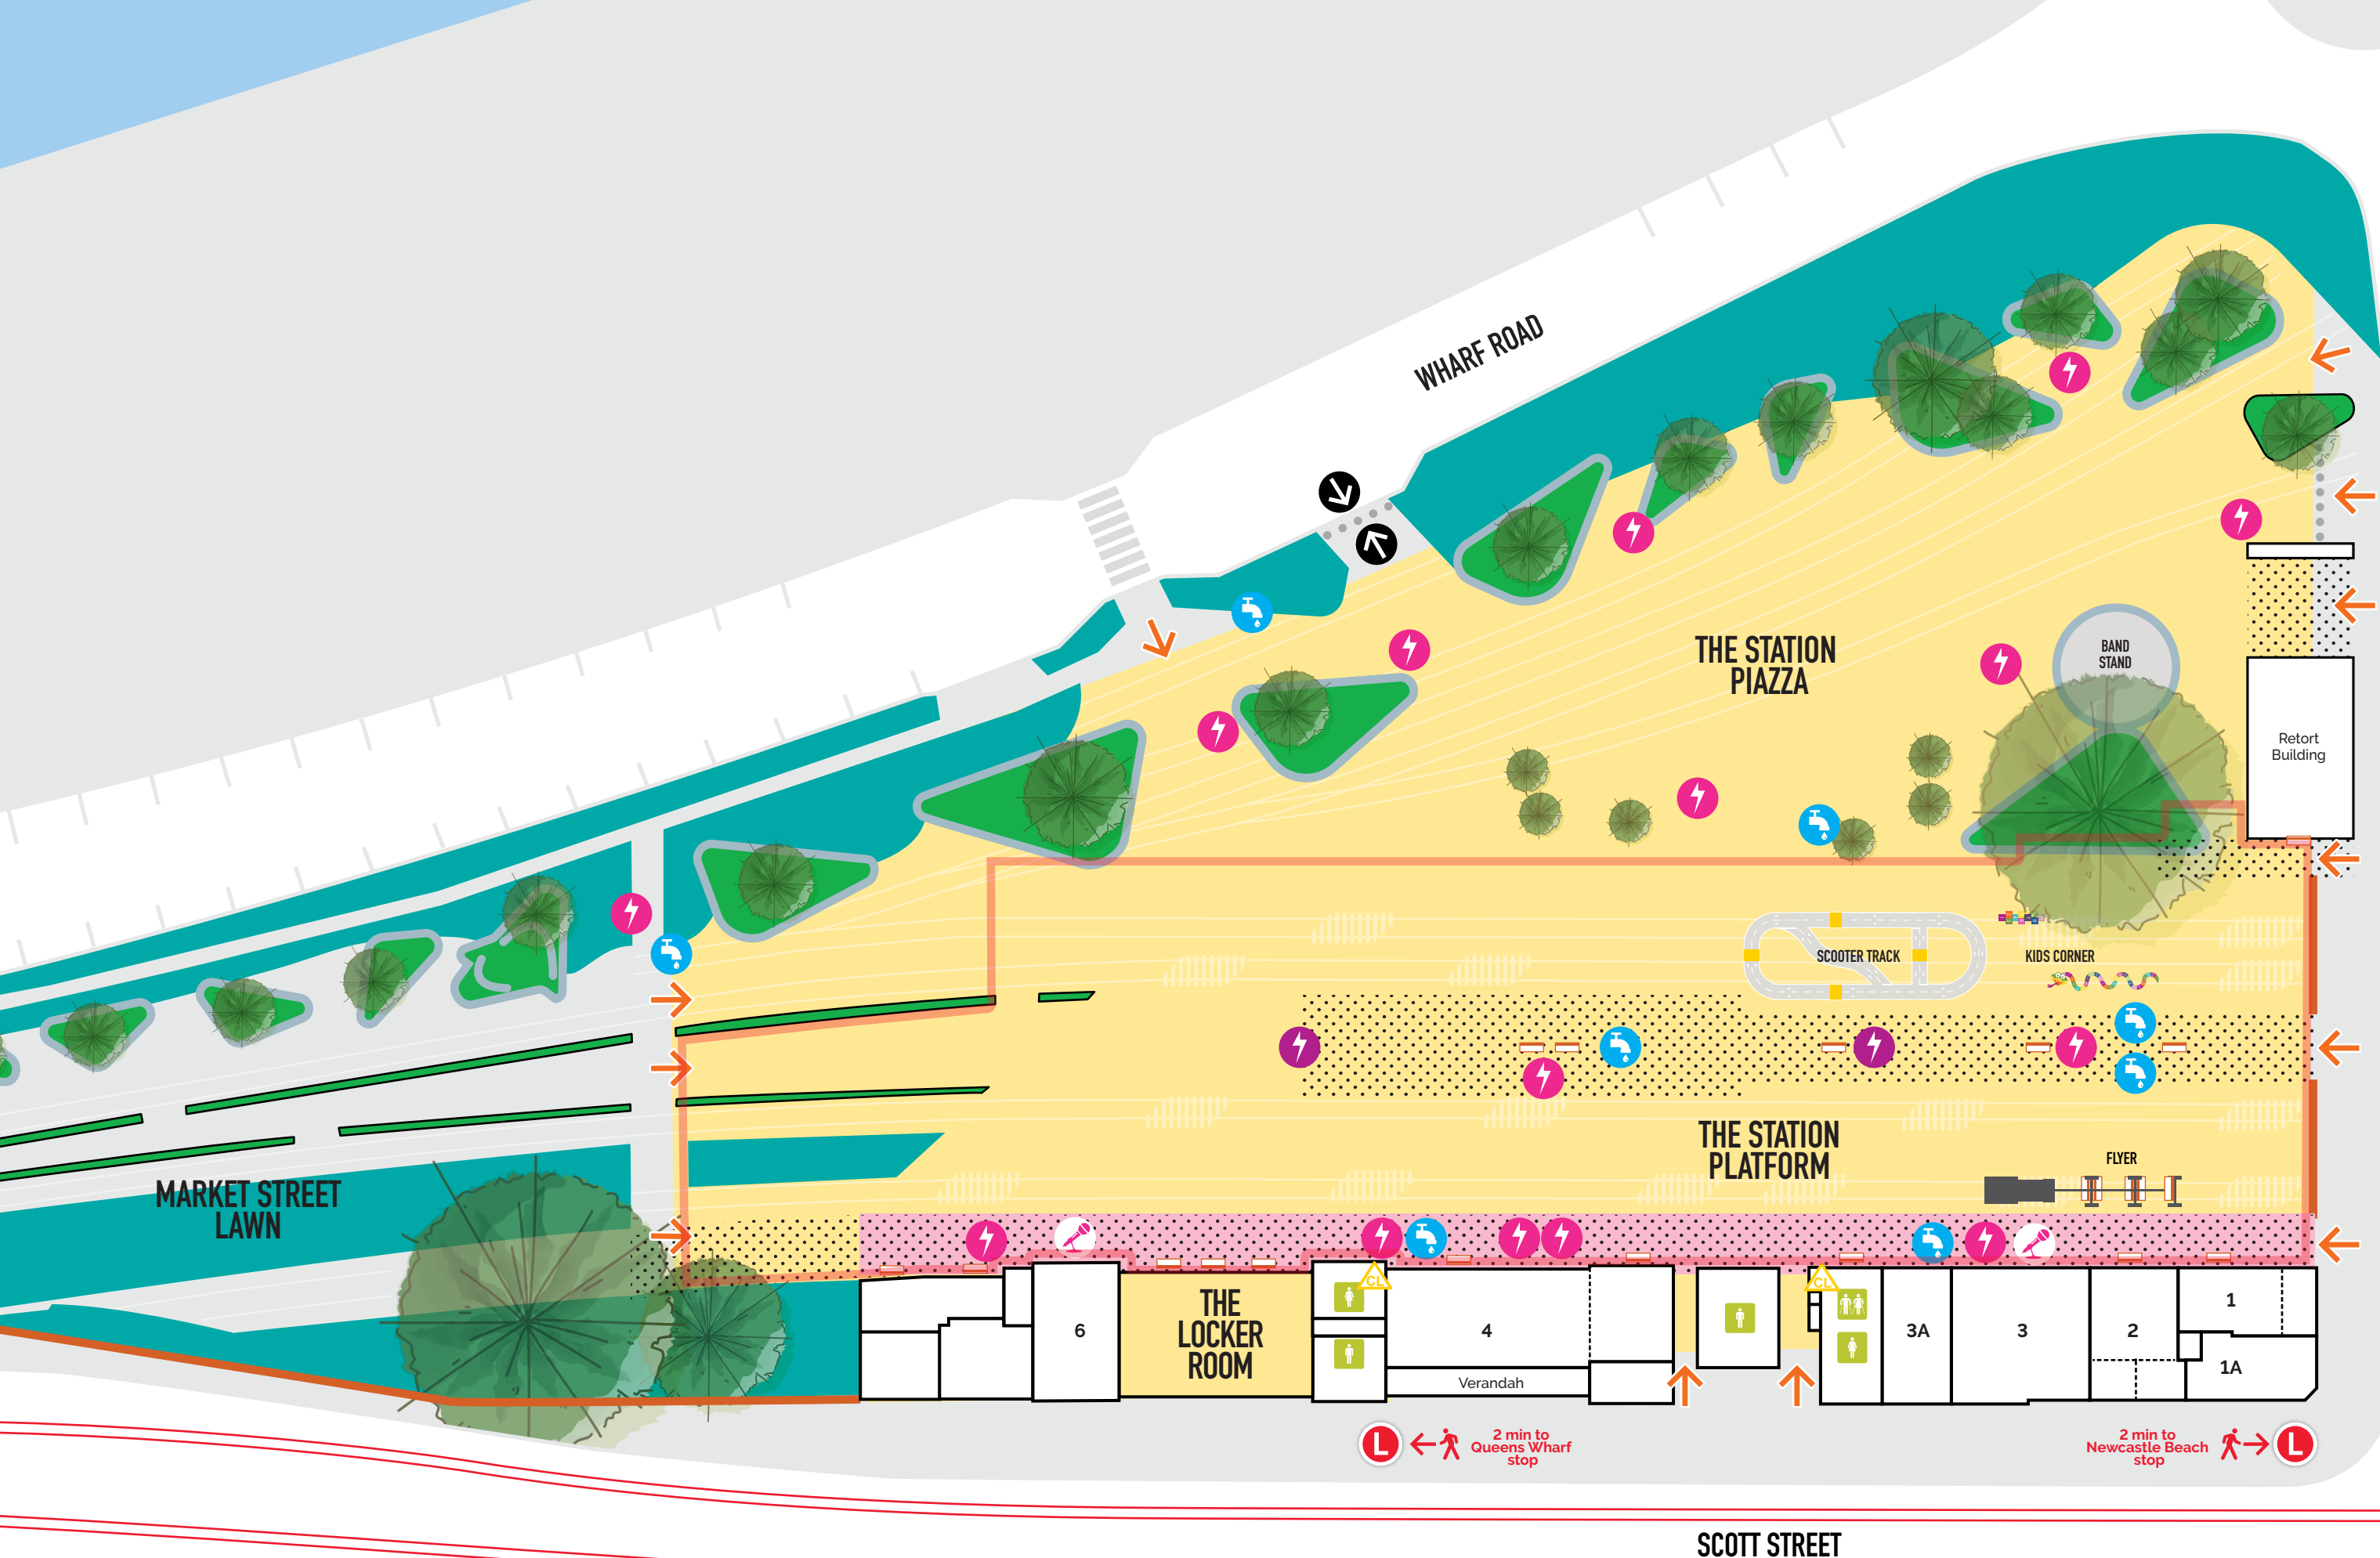 WHARF ROAD
THE STATION
PIAZZA
BAND
STAND
Retort
Building
SCOOTER TRACK
KIDS CORNER
THE STATION
PLATFORM
FLYER
MARKET STREET
LAWN
CL
CL
6
THE
LOCKER
ROOM
4
Verandah
3A
3
2
1
1A
L
2 min to
Queens Wharf
stop
2 min to
Newcastle Beach
stop
L
SCOTT STREET